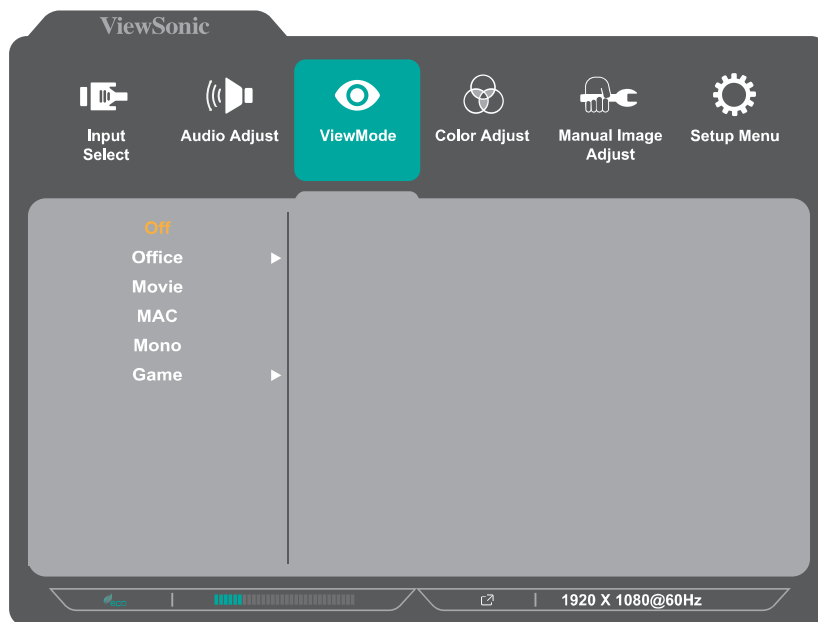 ViewSonic
Input Select
Audio Adjust
ViewMode
Color Adjust
Manual Image Adjust
Setup Menu
Off
Office
Movie
MAC
Mono
Game
eco
1920 X 1080@60Hz